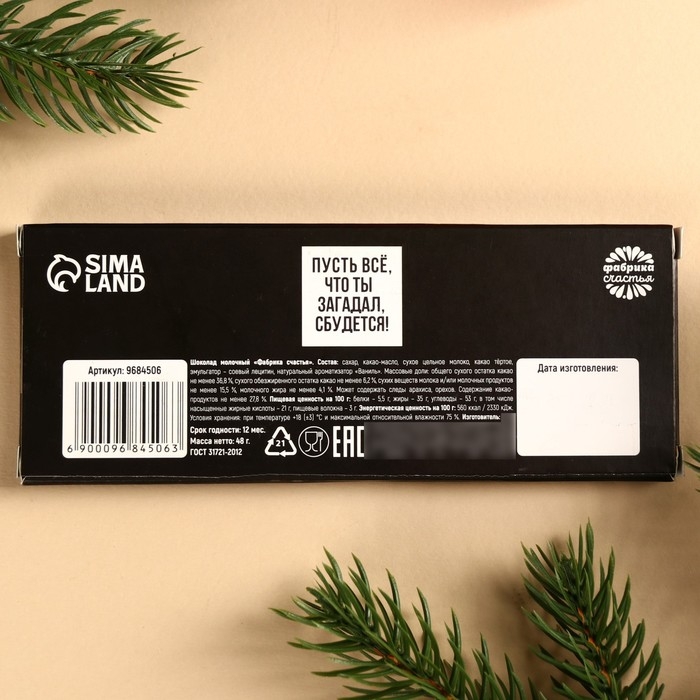 SIMA
LAND
ПУСТЬ ВСЁ,
ЧТО ТЫ
ЗАГАДАЛ,
СБУДЕТСЯ!
фабрика
счастья
Артикул: 9684506
6 900096 845063
Шоколад молочный «Фабрика счастья». Состав: сахар, какао-масло, сухое цельное молоко, какао тёртое,
эмульгатор - соевый лецитин, натуральный ароматизатор «Ваниль». Массовые доли: общего сухого остатка какао
не менее 36,8 %, сухого обезжиренного остатка какао не менее 6,2 %, сухих веществ молока и/или молочных продуктов
не менее 15,5 %, молочного жира не менее 4,1 %. Может содержать следы арахиса, орехов. Содержание какао-
продуктов не менее 27,8 %. Пищевая ценность на 100 г: белки - 5,5 г, жиры - 35 г, углеводы - 53 г, в том числе
насыщенные жирные кислоты - 21 г, пищевые волокна - 3 г. Энергетическая ценность на 100 г: 560 ккал / 2330 кДж.
Условия хранения: при температуре +18 (±3) °С и максимальной относительной влажности 75 %. Изготовитель:
Срок годности: 12 мес.
Масса нетто: 48 г.
ГОСТ 31721-2012
21
EAC
Дата изготовления: